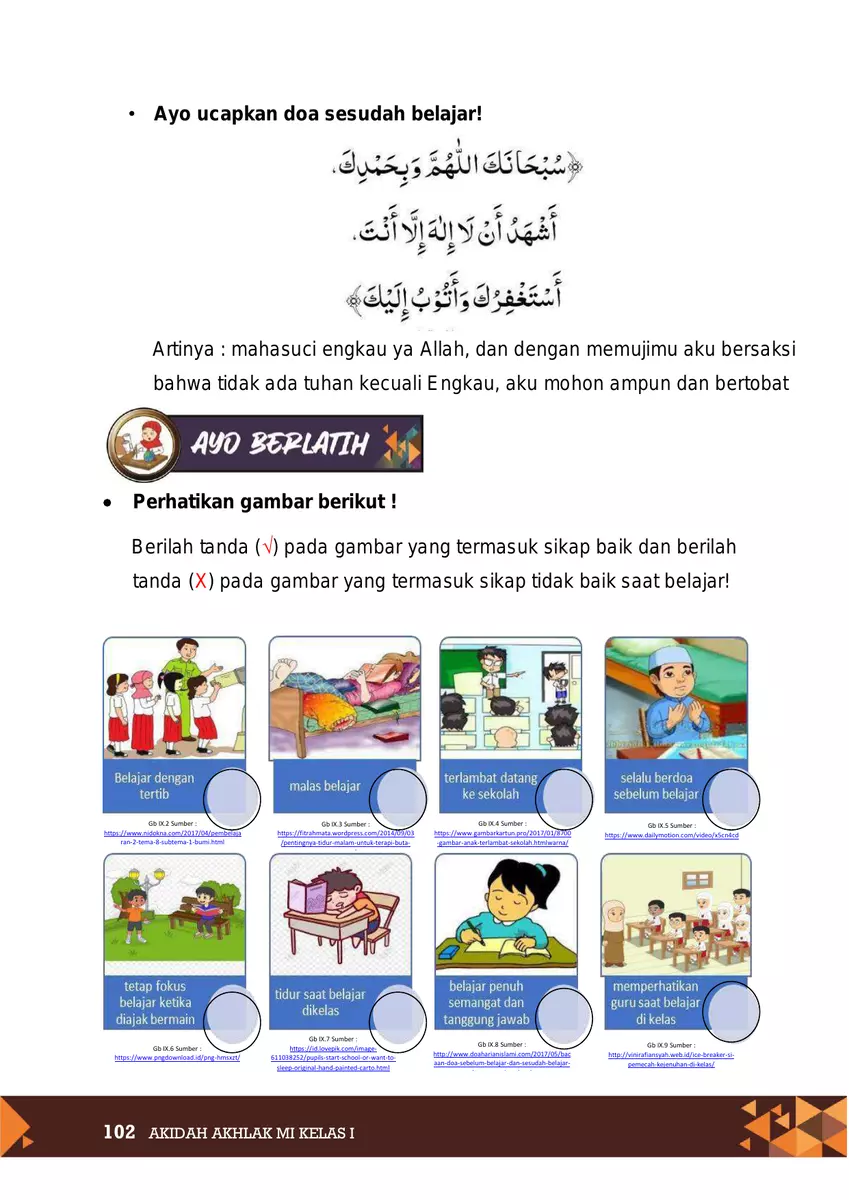 • Ayo ucapkan doa sesudah belajar!
﴿سُبْحَانَكَ اللّٰهُمَّ وَبِحَمْدِكَ،
أَشْهَدُ أَنْ لَا إِلٰهَ إِلَّا أَنْتَ،
أَسْتَغْفِرُكَ وَأَتُوْبُ إِلَيْكَ﴾
Artinya : mahasuci engkau ya Allah, dan dengan memujimu aku bersaksi
bahwa tidak ada tuhan kecuali Engkau, aku mohon ampun dan bertobat
AYO BERLATIH
• Perhatikan gambar berikut !
Berilah tanda (√) pada gambar yang termasuk sikap baik dan berilah
tanda (X) pada gambar yang termasuk sikap tidak baik saat belajar!
Belajar dengan
tertib
malas belajar
terlambat datang
ke sekolah
selalu berdoa
sebelum belajar
Gb IX.2 Sumber :
https://www.nidokna.com/2017/04/pembelaja
ran-2-tema-8-subtema-1-bumi.html
Gb IX.3 Sumber :
https://fitrahmata.wordpress.com/2014/09/03
/pentingnya-tidur-malam-untuk-terapi-buta-
Gb IX.4 Sumber :
https://www.gambarkartun.pro/2017/01/8700
-gambar-anak-terlambat-sekolah.htmlwarna/
Gb IX.5 Sumber :
https://www.dailymotion.com/video/x5cn4cd
tetap fokus
belajar ketika
diajak bermain
tidur saat belajar
dikelas
belajar penuh
semangat dan
tanggung jawab
memperhatikan
guru saat belajar
di kelas
Gb IX.6 Sumber :
https://www.pngdownload.id/png-hmsxzt/
Gb IX.7 Sumber :
https://id.lovepik.com/image-
611038252/pupils-start-school-or-want-to-
sleep-original-hand-painted-carto.html
Gb IX.8 Sumber :
http://www.doaharianislami.com/2017/05/bac
aan-doa-sebelum-belajar-dan-sesudah-belajar-
Gb IX.9 Sumber :
http://vinirafiansyah.web.id/ice-breaker-si-
pemecah-kejenuhan-di-kelas/
102 AKIDAH AKHLAK MI KELAS I